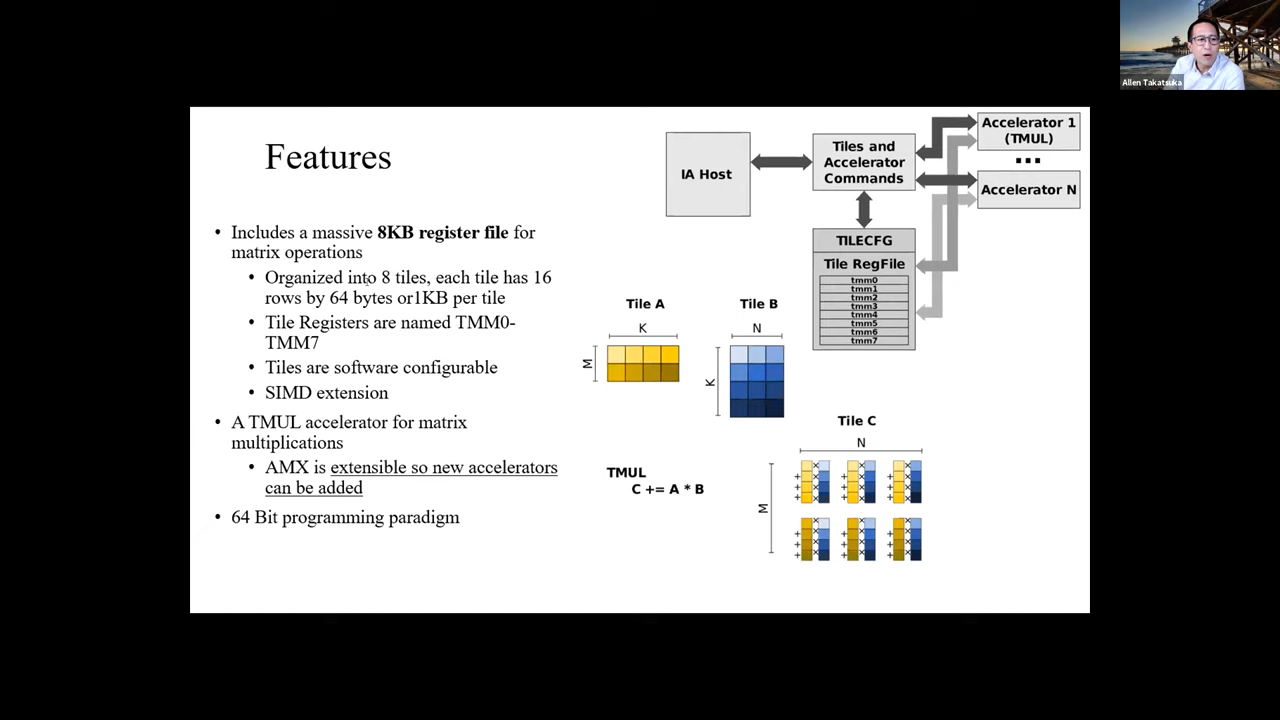 Allen Takatsuka
Features
• Includes a massive 8KB register file for
matrix operations
• Organized into 8 tiles, each tile has 16
rows by 64 bytes or1KB per tile
• Tile Registers are named TMM0-
TMM7
• Tiles are software configurable
• SIMD extension
• A TMUL accelerator for matrix
multiplications
• AMX is extensible so new accelerators
can be added
• 64 Bit programming paradigm
IA Host
Tiles and
Accelerator
Commands
Accelerator 1
(TMUL)
...
Accelerator N
TILECFG
Tile RegFile
tmm0
tmm1
tmm2
tmm3
tmm4
tmm5
tmm6
tmm7
Tile A
K
M
Tile B
N
K
TMUL
C += A * B
Tile C
N
M
+ × + × + ×
+ × + × + ×
+ × + × + ×
× × ×
+ × + × + ×
+ × + × + ×
+ × + × + ×
× × ×